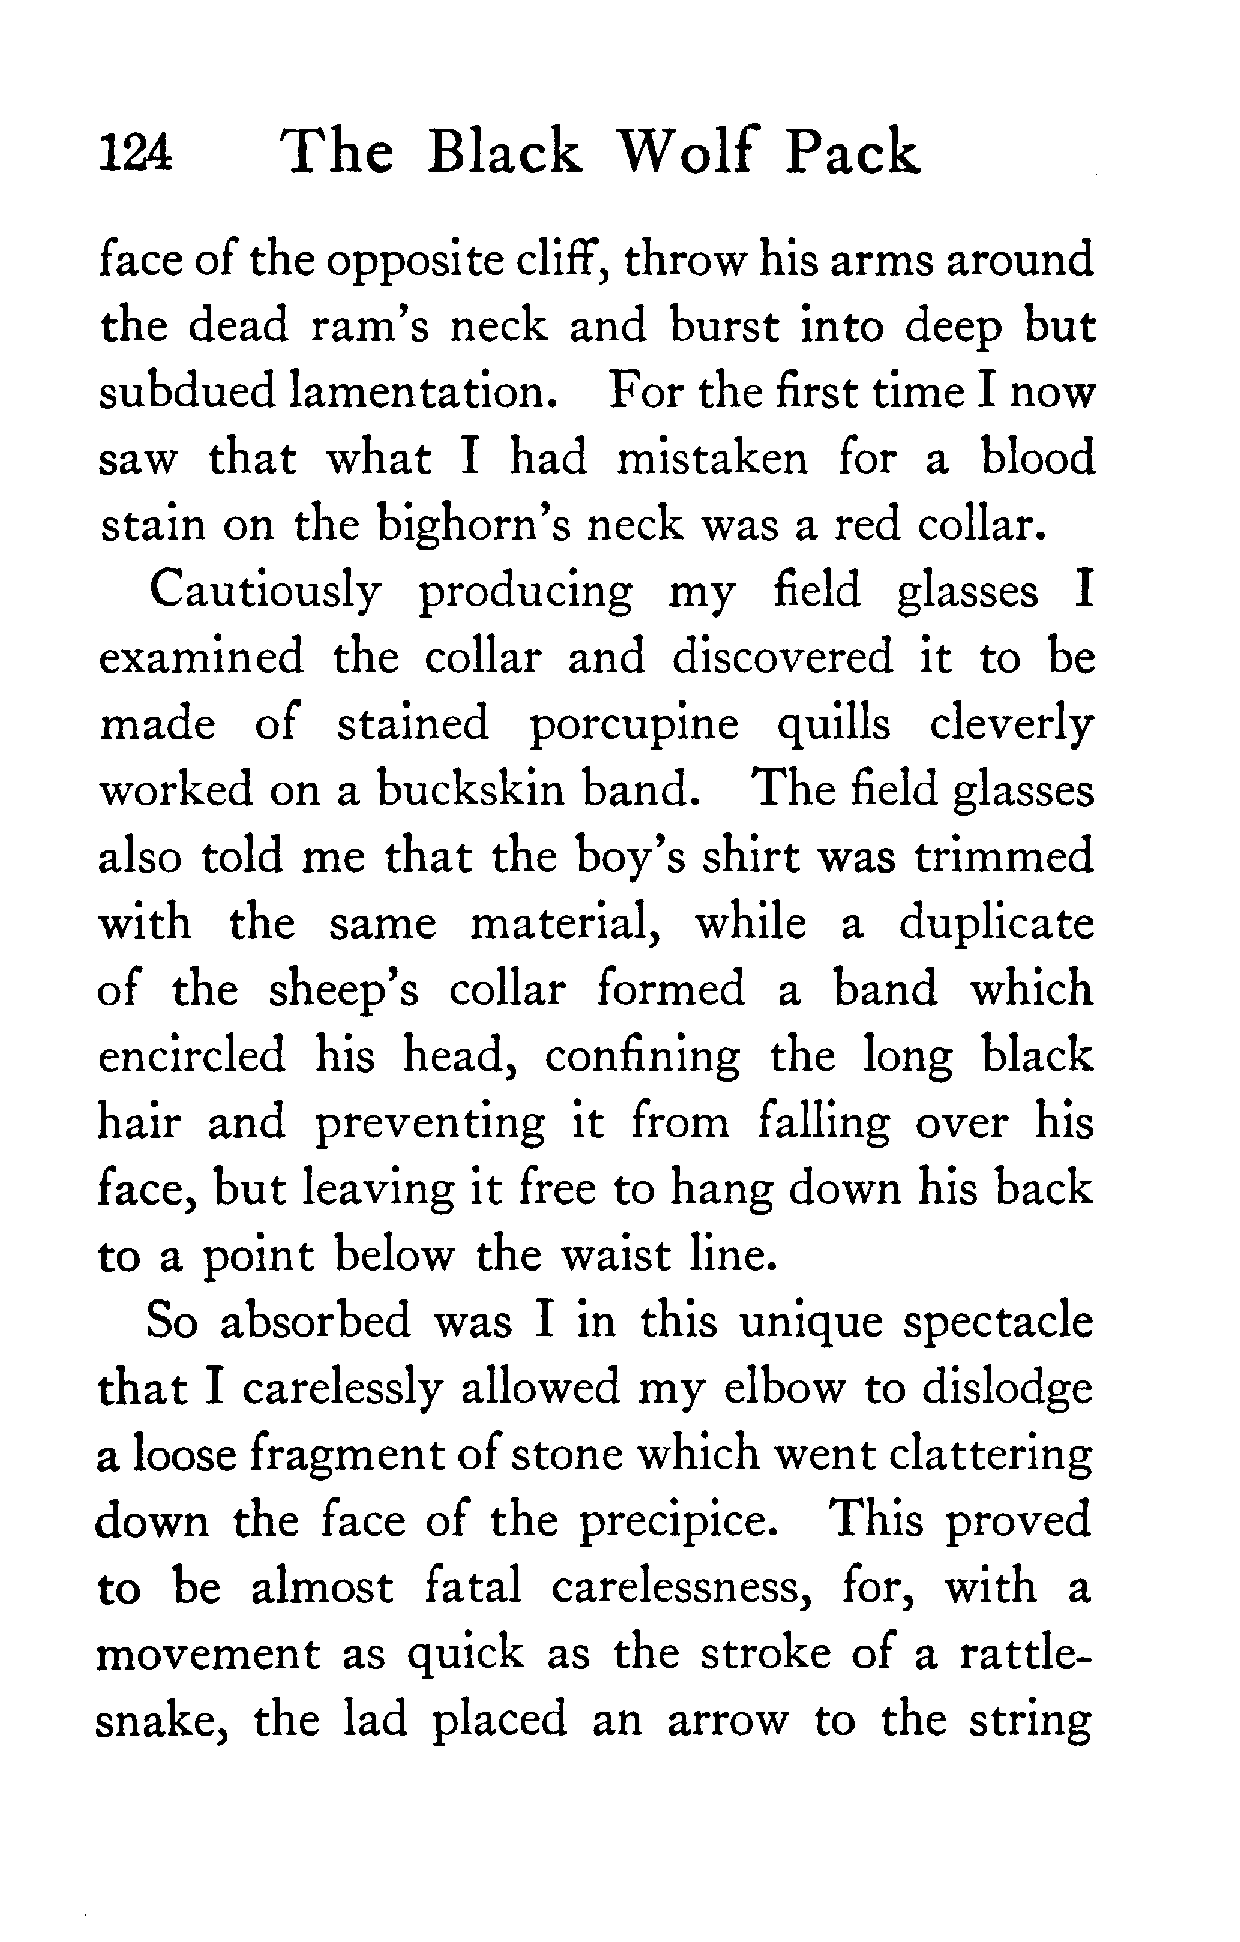 124 The Black Wolf Pack
face of the opposite cliff, throw his arms around
the dead ram's neck and burst into deep but
subdued lamentation. For the first time I now
saw that what I had mistaken for a blood
stain on the bighorn's neck was a red collar.
Cautiously producing my field glasses I
examined the collar and discovered it to be
made of stained porcupine quills cleverly
worked on a buckskin band. The field glasses
also told me that the boy's shirt was trimmed
with the same material, while a duplicate
of the sheep's collar formed a band which
encircled his head, confining the long black
hair and preventing it from falling over his
face, but leaving it free to hang down his back
to a point below the waist line.
So absorbed was I in this unique spectacle
that I carelessly allowed my elbow to dislodge
a loose fragment of stone which went clattering
down the face of the precipice. This proved
to be almost fatal carelessness, for, with a
movement as quick as the stroke of a rattle-
snake, the lad placed an arrow to the string